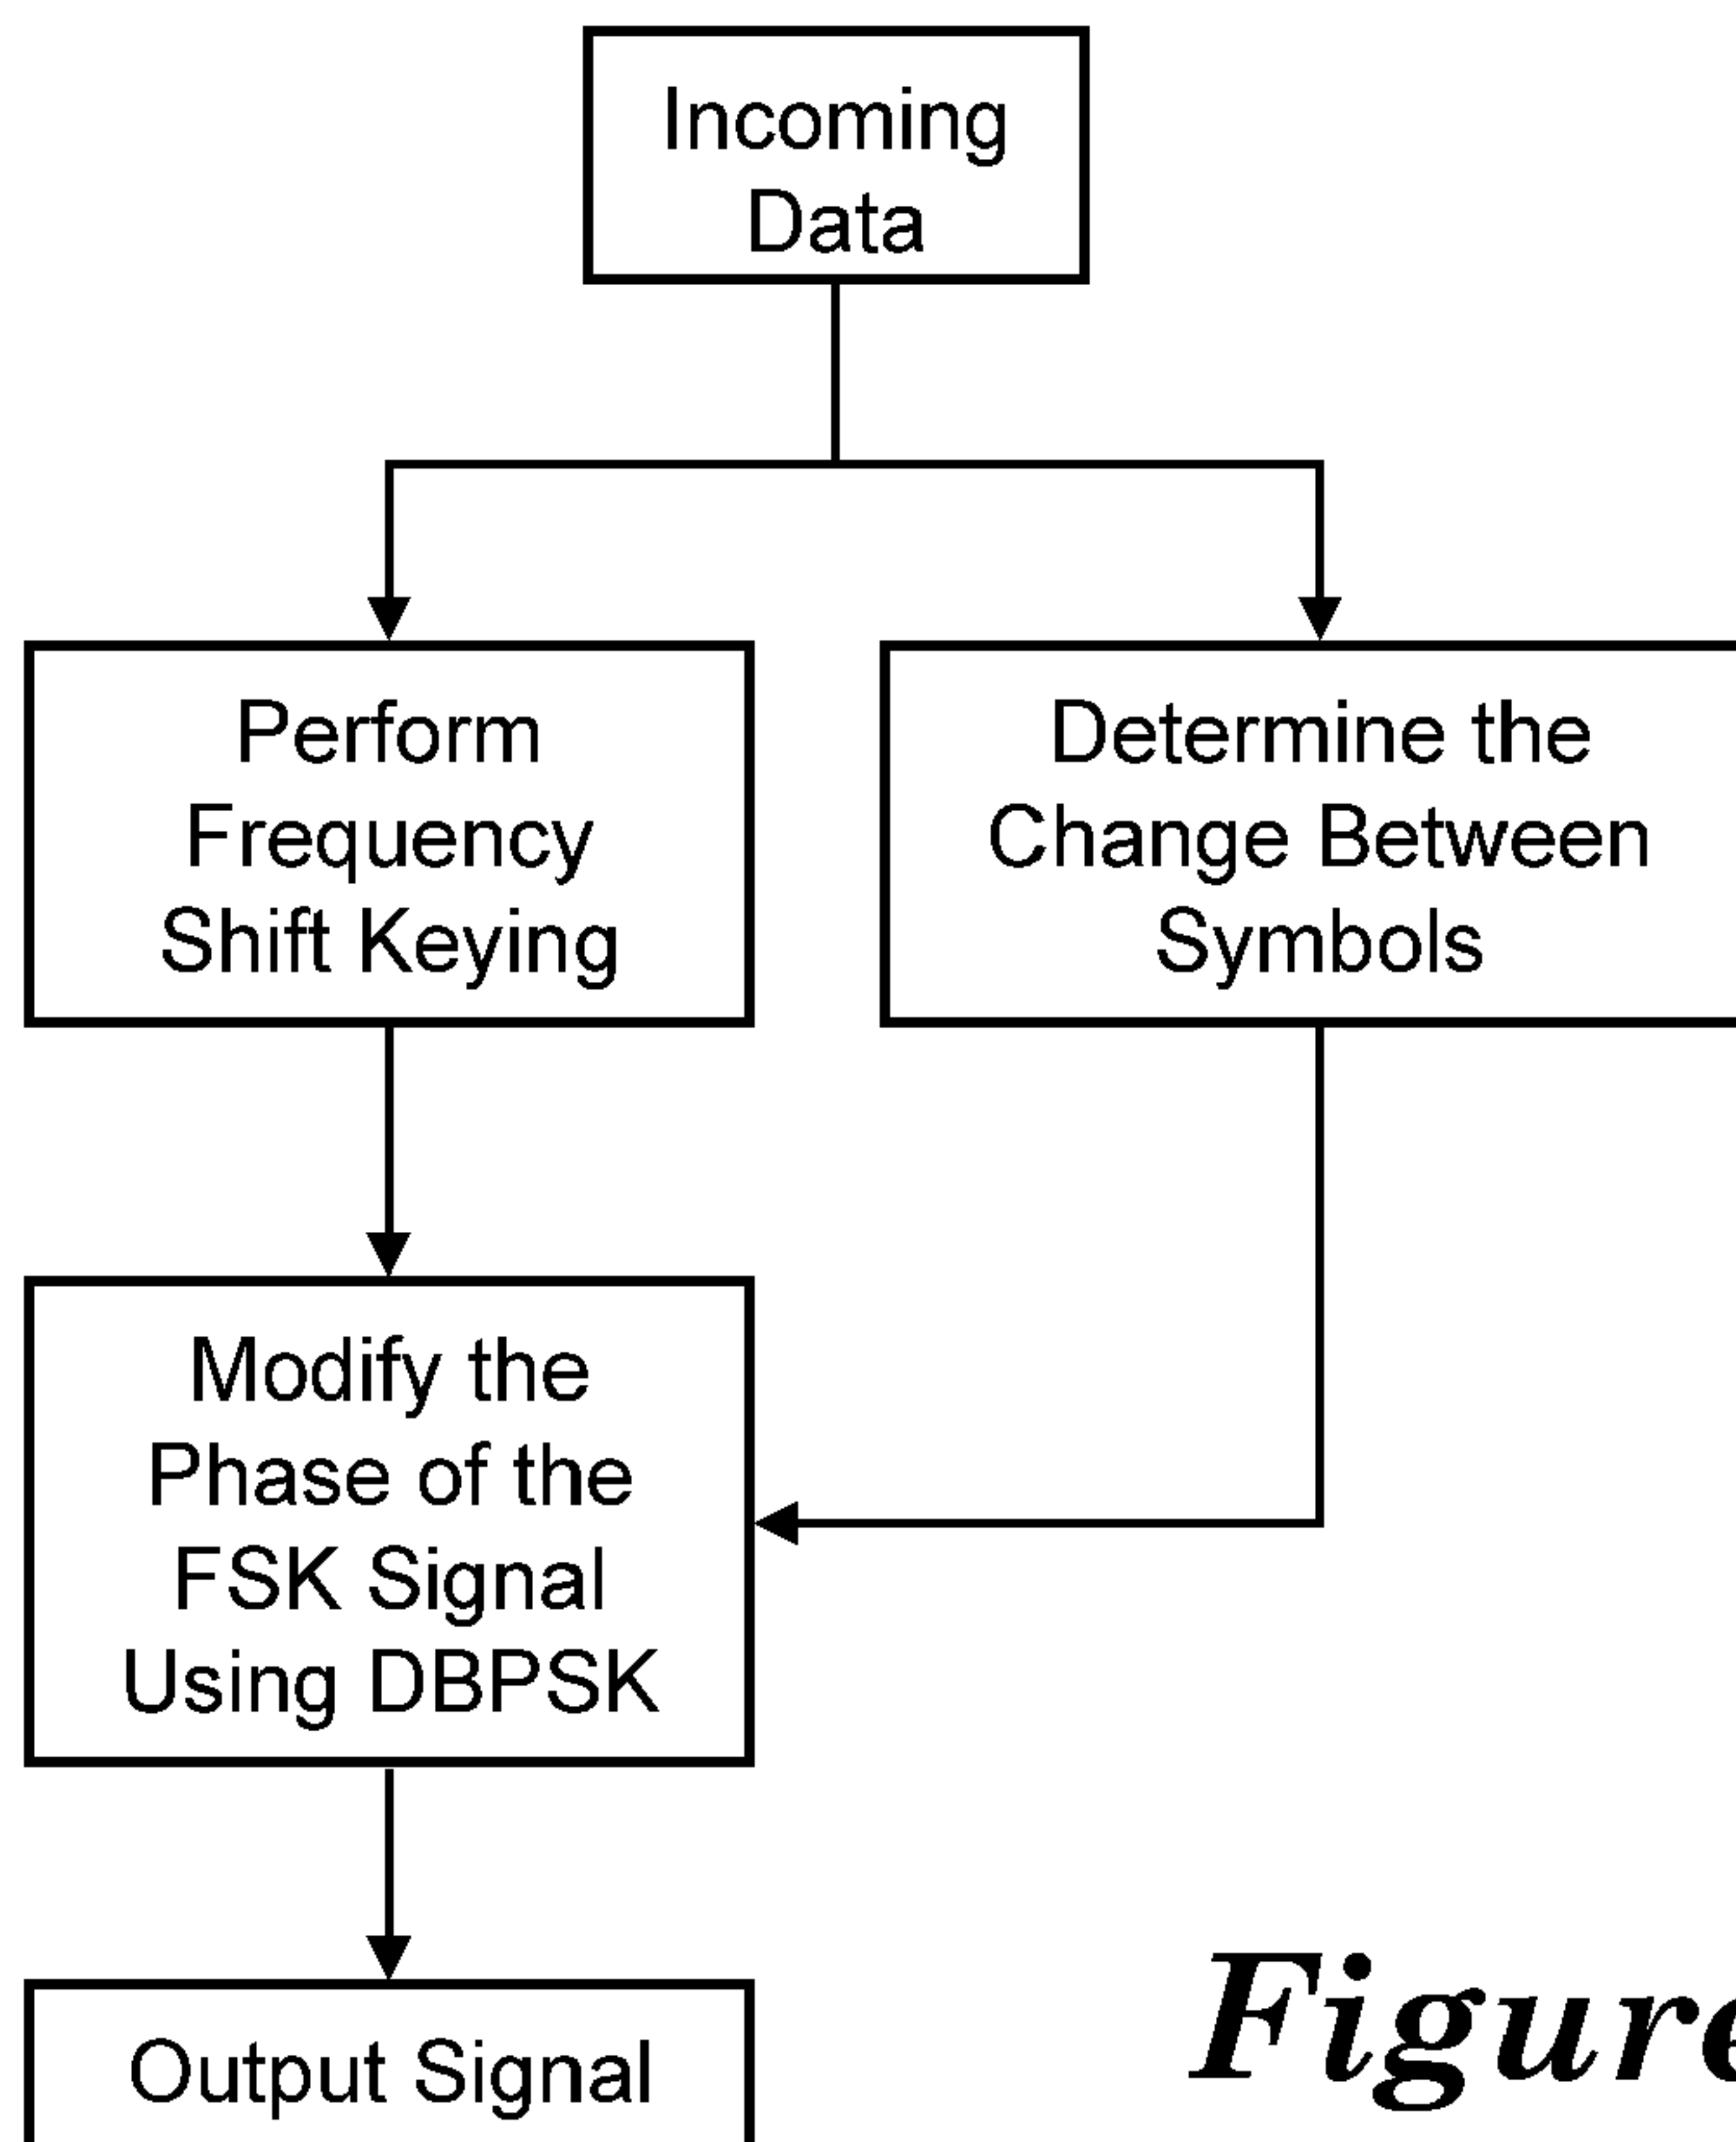 Incoming
Data
Perform
Frequency
Shift Keying
Determine the
Change Between
Symbols
Modify the
Phase of the
FSK Signal
Using DBPSK
Output Signal
Figure